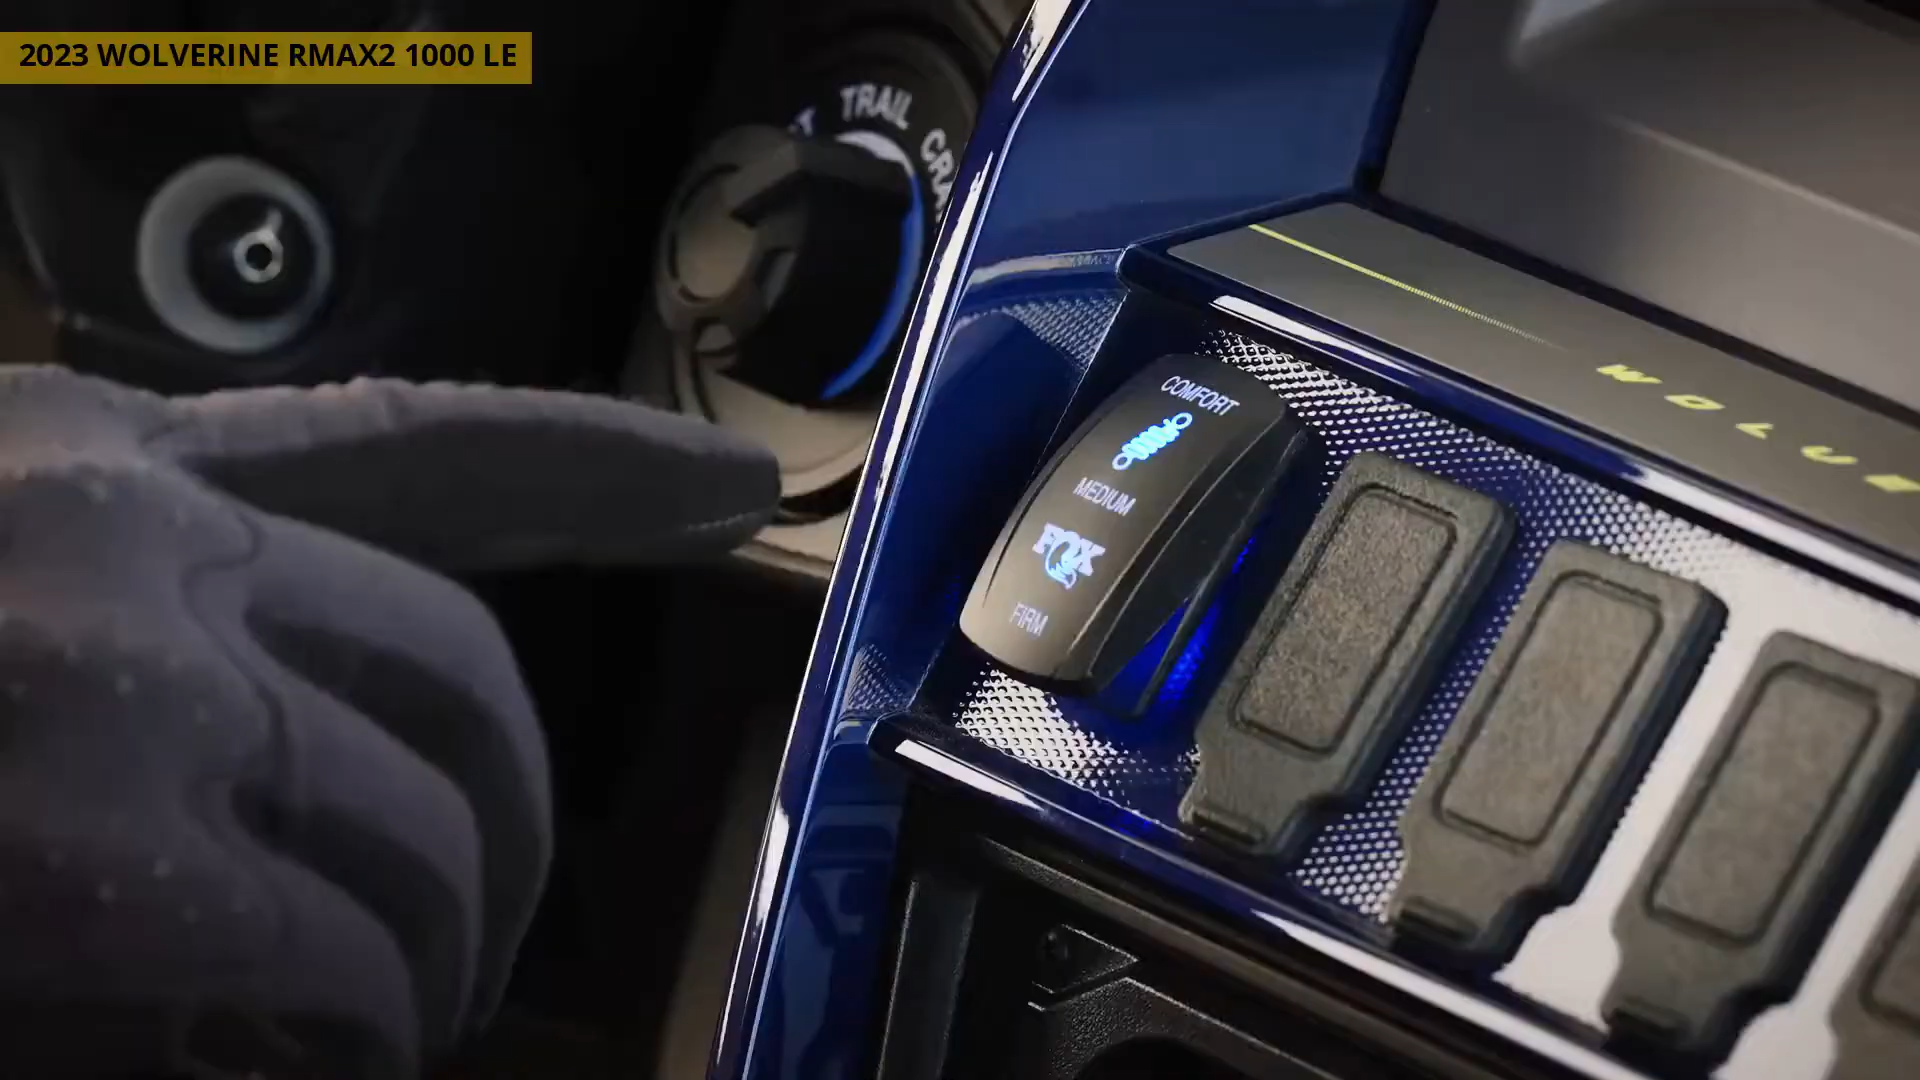 2023 WOLVERINE RMAX2 1000 LE
TRAIL
COMFORT
MEDIUM
FOX
FIRM